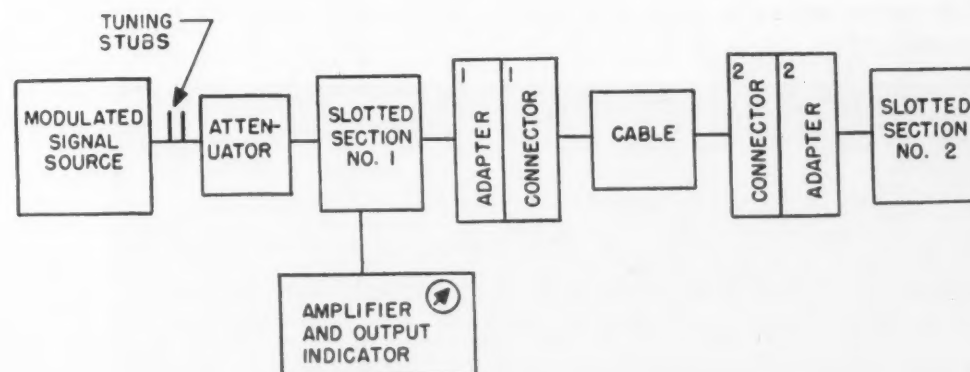 TUNING
STUBS
MODULATED
SIGNAL
SOURCE
ATTEN-
UATOR
SLOTTED
SECTION
NO. 1
1
ADAPTER
1
CONNECTOR
CABLE
2
CONNECTOR
2
ADAPTER
SLOTTED
SECTION
NO. 2
AMPLIFIER
AND OUTPUT
INDICATOR